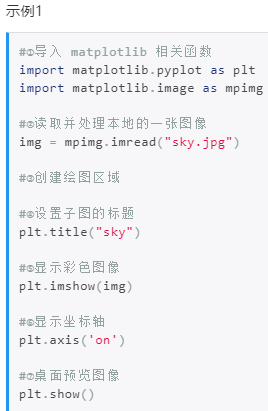 示例1
#①导入 matplotlib 相关函数
import matplotlib.pyplot as plt
import matplotlib.image as mpimg
#②读取并处理本地的一张图像
img = mpimg.imread("sky.jpg")
#③创建绘图区域
#④设置子图的标题
plt.title("sky")
#⑤显示彩色图像
plt.imshow(img)
#⑥显示坐标轴
plt.axis('on')
#⑦桌面预览图像
plt.show()